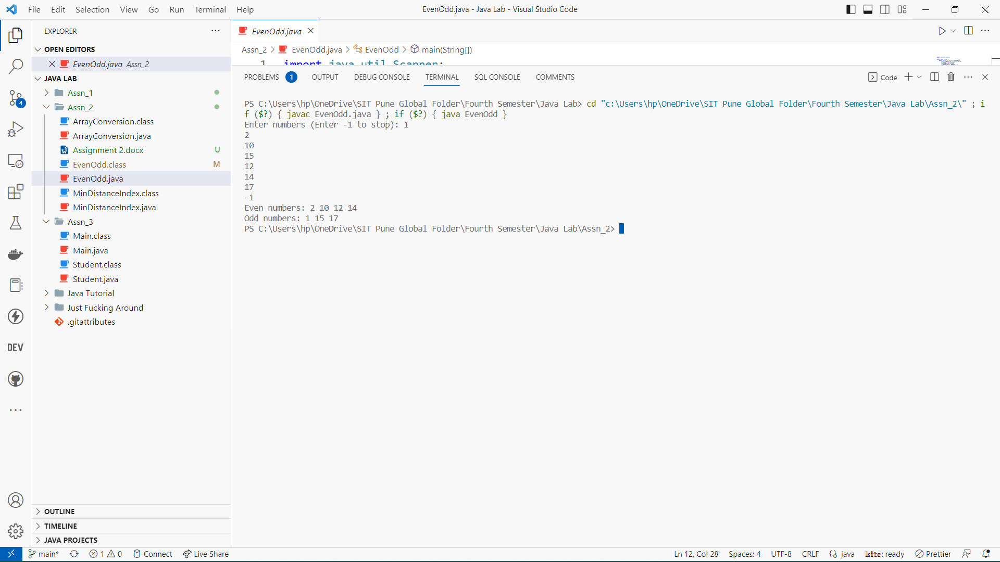 File Edit Selection View Go Run Terminal Help
EvenOdd.java - Java Lab - Visual Studio Code
EXPLORER
OPEN EDITORS
EvenOdd.java Assn_2
JAVA LAB
Assn_1
Assn_2
ArrayConversion.class
ArrayConversion.java
Assignment 2.docx U
EvenOdd.class M
EvenOdd.java
MinDistanceIndex.class
MinDistanceIndex.java
Assn_3
Main.class
Main.java
Student.class
Student.java
Java Tutorial
Just Fucking Around
.gitattributes
4
DEV
OUTLINE
TIMELINE
JAVA PROJECTS
EvenOdd.java
Assn_2 > EvenOdd.java > EvenOdd > main(String[])
1 import java.util.Scanner;
PROBLEMS 1 OUTPUT DEBUG CONSOLE TERMINAL SQL CONSOLE COMMENTS
Code
PS C:\Users\hp\OneDrive\SIT Pune Global Folder\Fourth Semester\Java Lab> cd "c:\Users\hp\OneDrive\SIT Pune Global Folder\Fourth Semester\Java Lab\Assn_2\" ; i
f ($?) { javac EvenOdd.java } ; if ($?) { java EvenOdd }
Enter numbers (Enter -1 to stop): 1
2
10
15
12
14
17
-1
Even numbers: 2 10 12 14
Odd numbers: 1 15 17
PS C:\Users\hp\OneDrive\SIT Pune Global Folder\Fourth Semester\Java Lab\Assn_2>
main* 1 0 Connect Live Share
Ln 12, Col 28 Spaces: 4 UTF-8 CRLF java kite: ready Prettier